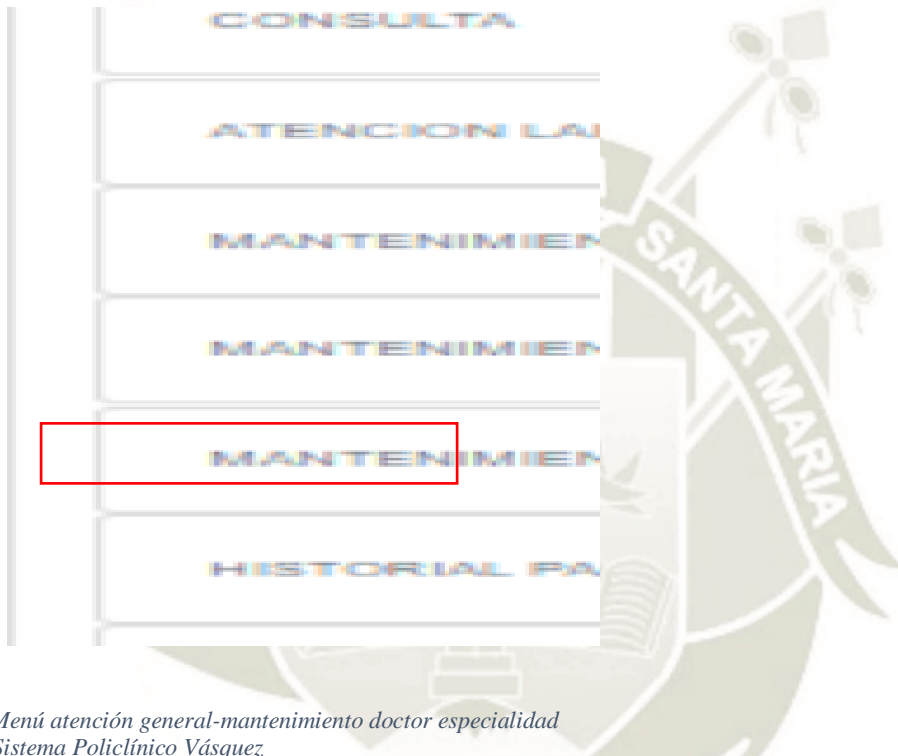 CONSULTA
ATENCION LA
MANTENIMIEN
MANTENIMIEN
MANTENIMIEN
HISTORIAL PA
SANTA MARIA
Menú atención general-mantenimiento doctor especialidad
Sistema Policlínico Vásquez